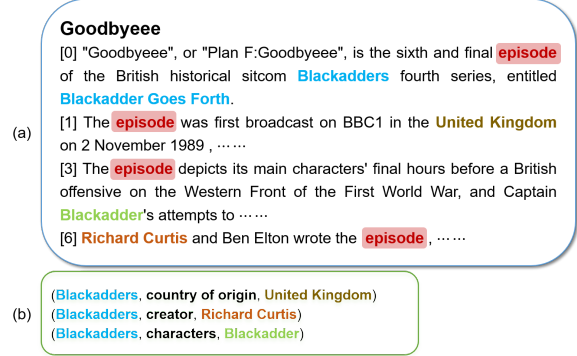 Goodbyeee
[0] "Goodbyeee", or "Plan F:Goodbyeee", is the sixth and final episode
of the British historical sitcom Blackadders fourth series, entitled
Blackadder Goes Forth.
(a)
[1] The episode was first broadcast on BBC1 in the United Kingdom
on 2 November 1989 , ······
[3] The episode depicts its main characters' final hours before a British
offensive on the Western Front of the First World War, and Captain
Blackadder's attempts to ······
[6] Richard Curtis and Ben Elton wrote the episode , ······
(b)
(Blackadders, country of origin, United Kingdom)
(Blackadders, creator, Richard Curtis)
(Blackadders, characters, Blackadder)